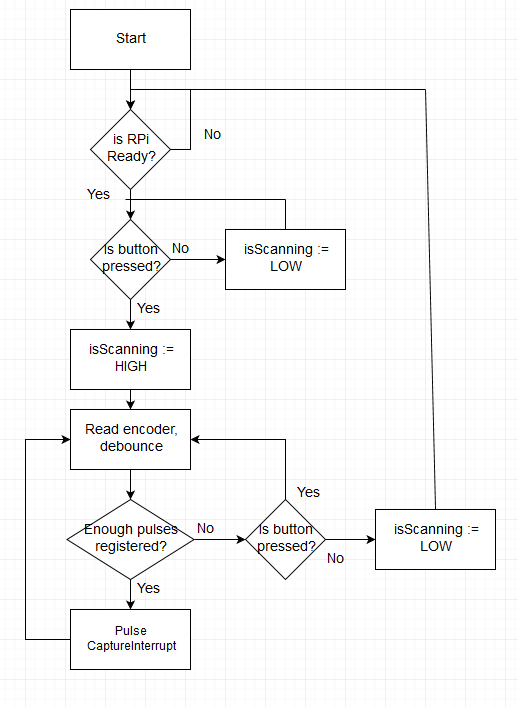 Start
is RPi
Ready?
No
Yes
Is button
pressed?
No
isScanning :=
LOW
Yes
isScanning :=
HIGH
Read encoder,
debounce
Enough pulses
registered?
No
Is button
pressed?
Yes
No
isScanning :=
LOW
Yes
Pulse
CaptureInterrupt